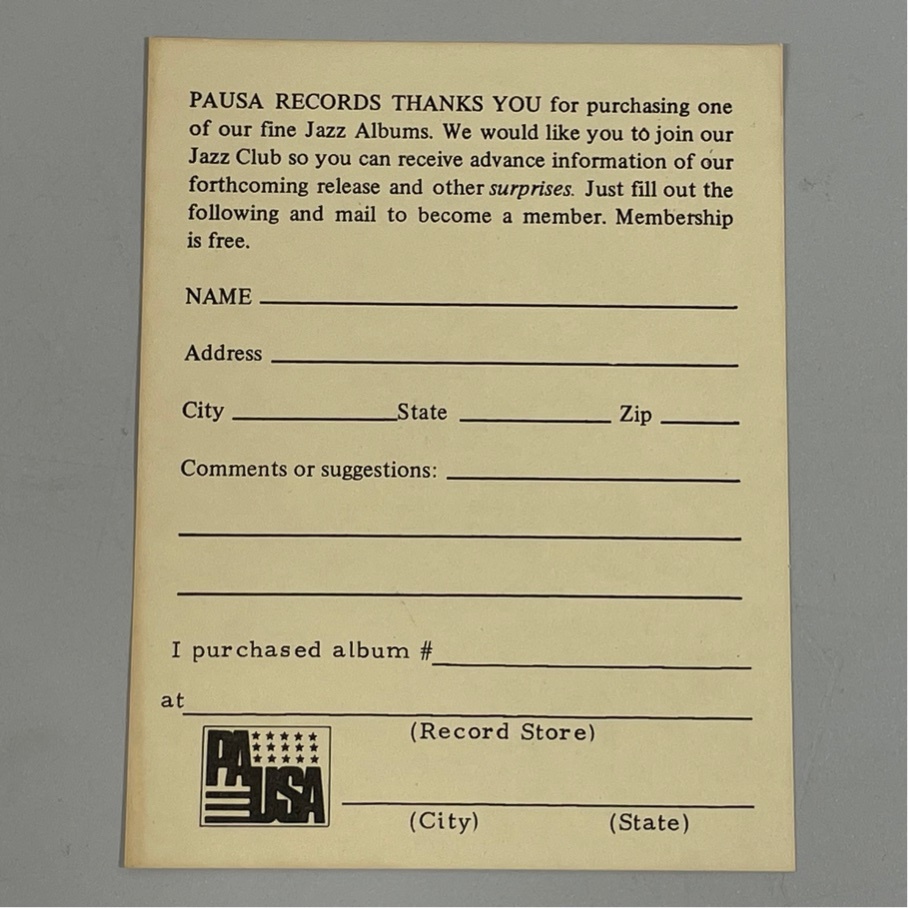 PAUSA RECORDS THANKS YOU for purchasing one
of our fine Jazz Albums. We would like you to join our
Jazz Club so you can receive advance information of our
forthcoming release and other surprises. Just fill out the
following and mail to become a member. Membership
is free.
NAME
Address
City State Zip
Comments or suggestions:
I purchased album #
at
(Record Store)
PAUSA
(City) (State)